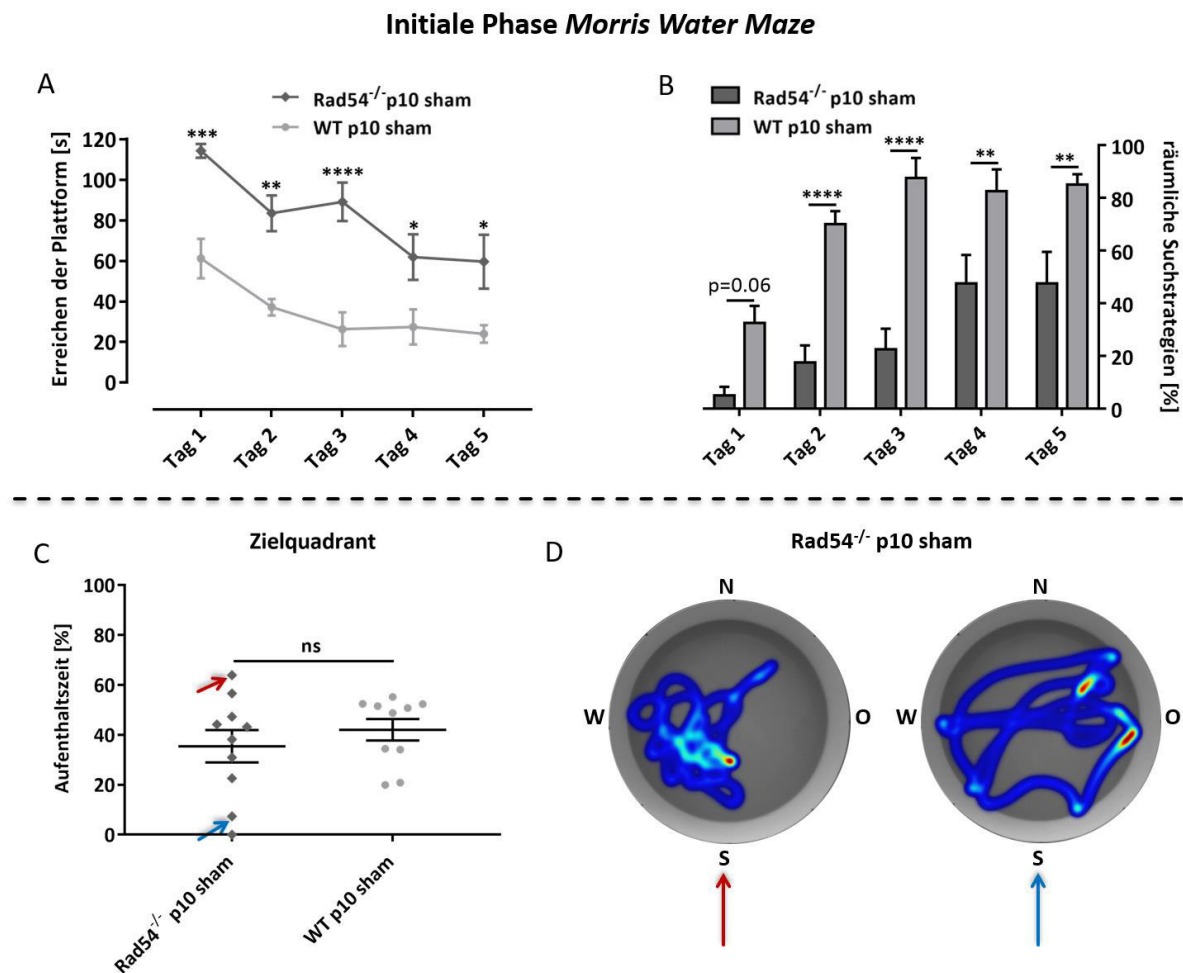 Initiale Phase Morris Water Maze
A
Rad54-/- p10 sham
WT p10 sham
Erreichen der Plattform [s]
120
100
80
60
40
20
0
***
**
****
*
*
Tag 1
Tag 2
Tag 3
Tag 4
Tag 5
B
Rad54-/- p10 sham
WT p10 sham
p=0.06
****
****
**
**
100
80
60
40
20
0
räumliche Suchstrategien [%]
Tag 1
Tag 2
Tag 3
Tag 4
Tag 5
C
Zielquadrant
Aufenthaltszeit [%]
100
80
60
40
20
0
ns
Rad54-/- p10 sham
WT p10 sham
D
Rad54-/- p10 sham
N
W
O
S
N
W
O
S